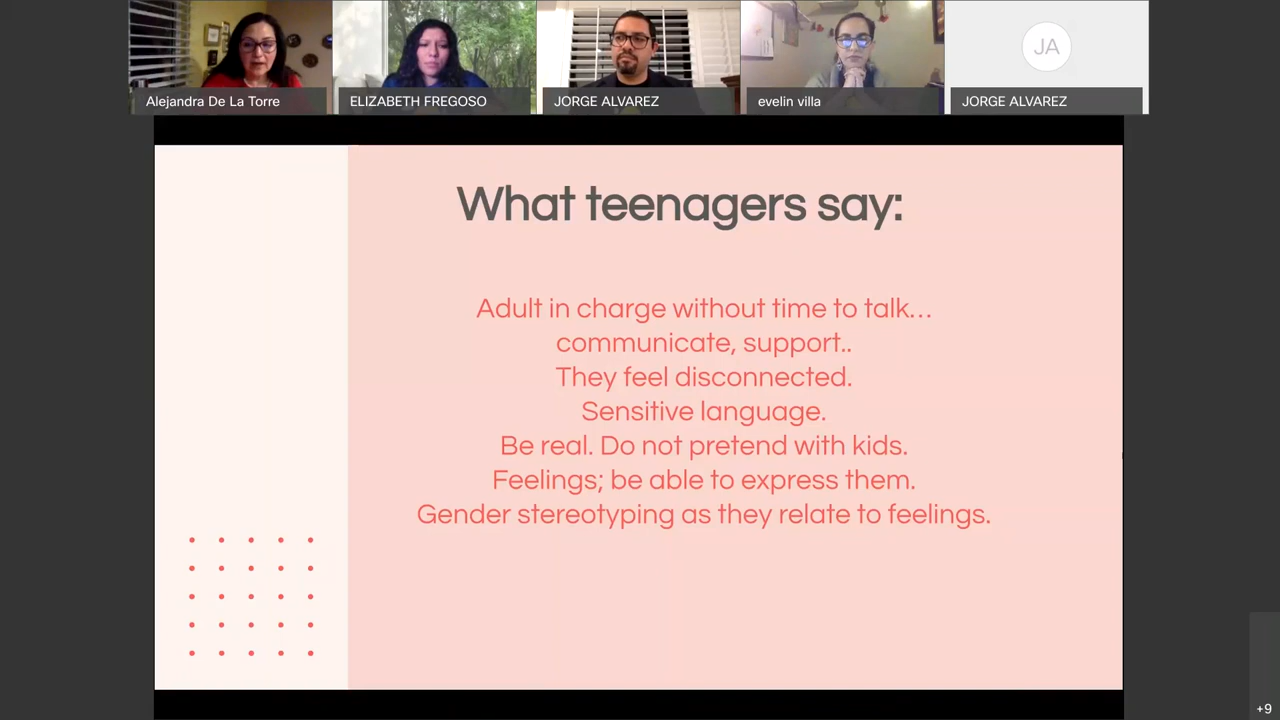 Alejandra De La Torre
ELIZABETH FREGOSO
JORGE ALVAREZ
evelin villa
JA
JORGE ALVAREZ
What teenagers say:
Adult in charge without time to talk…
communicate, support..
They feel disconnected.
Sensitive language.
Be real. Do not pretend with kids.
Feelings; be able to express them.
Gender stereotyping as they relate to feelings.
+9